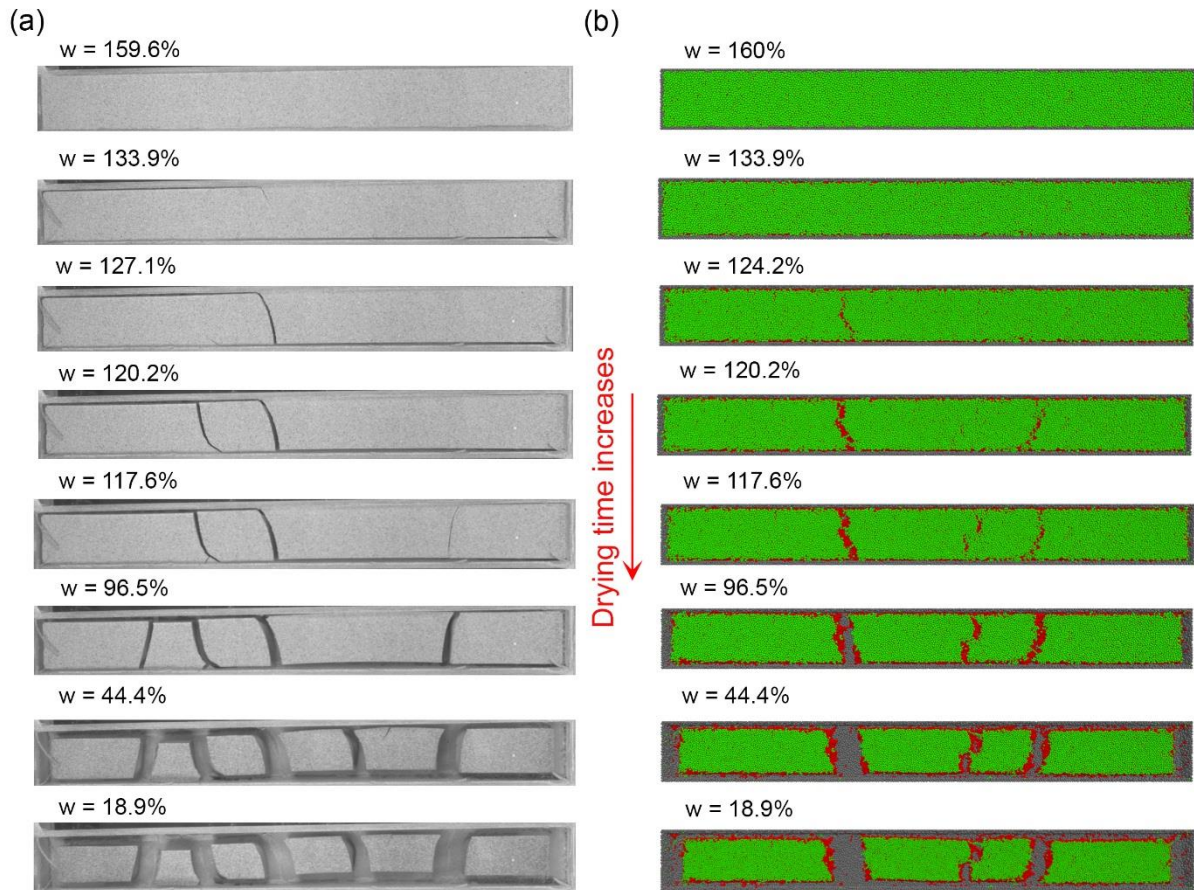 (a)
w = 159.6%
w = 133.9%
w = 127.1%
w = 120.2%
w = 117.6%
w = 96.5%
w = 44.4%
w = 18.9%
Drying time increases
(b)
w = 160%
w = 133.9%
w = 124.2%
w = 120.2%
w = 117.6%
w = 96.5%
w = 44.4%
w = 18.9%